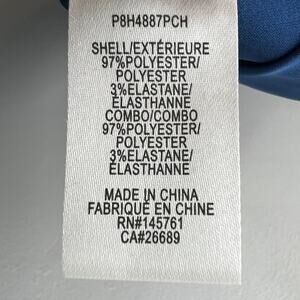 P8H4887PCH
SHELL/EXTÉRIEURE
97%POLYESTER/
POLYESTER
3%ELASTANE/
ÉLASTHANNE
COMBO/COMBO
97%POLYESTER/
POLYESTER
3%ELASTANE/
ÉLASTHANNE
MADE IN CHINA
FABRIQUÉ EN CHINE
RN#145761
CA#26689